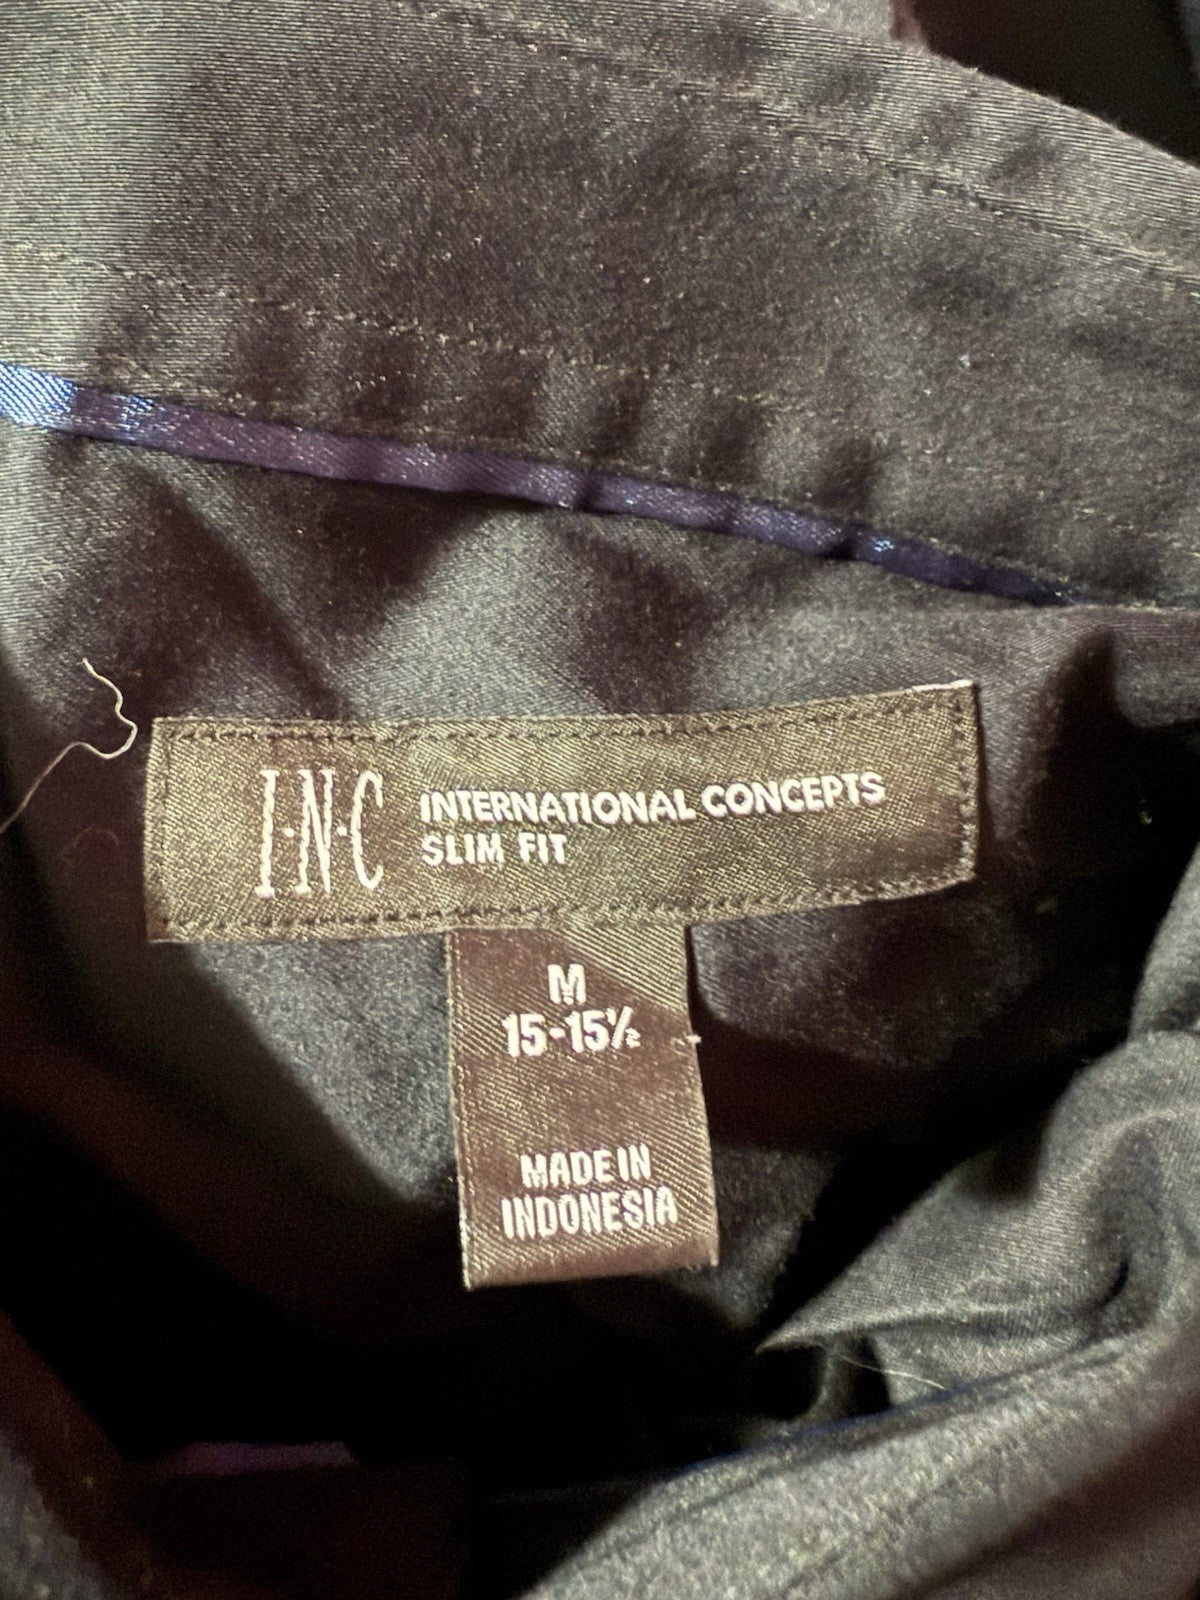 I·N·C INTERNATIONAL CONCEPTS
SLIM FIT
M
15-15½
MADE IN
INDONESIA